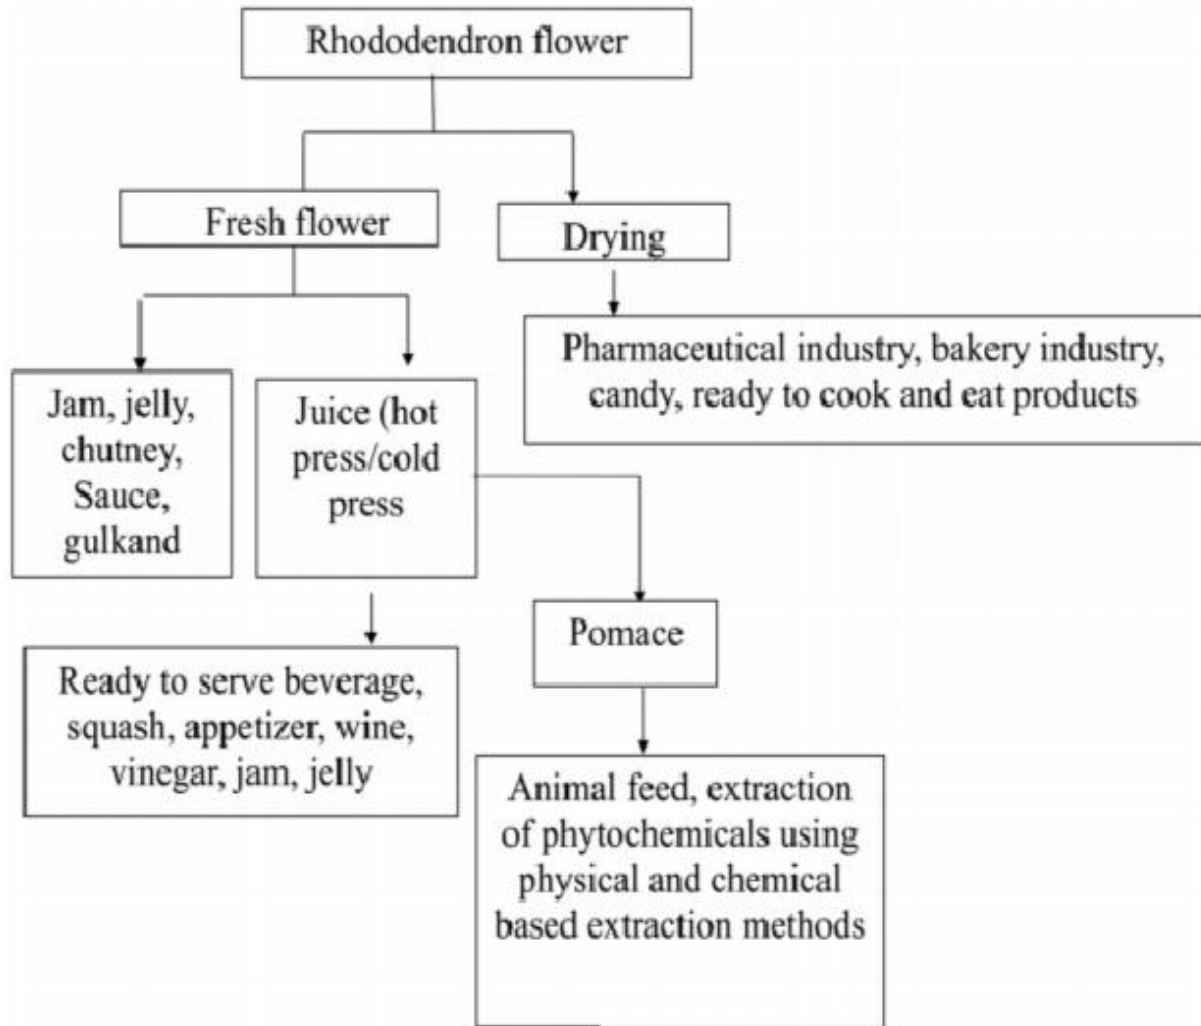 Rhododendron flower
Fresh flower
Drying
Pharmaceutical industry, bakery industry,
candy, ready to cook and eat products
Jam, jelly,
chutney,
Sauce,
gulkand
Juice (hot
press/cold
press
Pomace
Ready to serve beverage,
squash, appetizer, wine,
vinegar, jam, jelly
Animal feed, extraction
of phytochemicals using
physical and chemical
based extraction methods